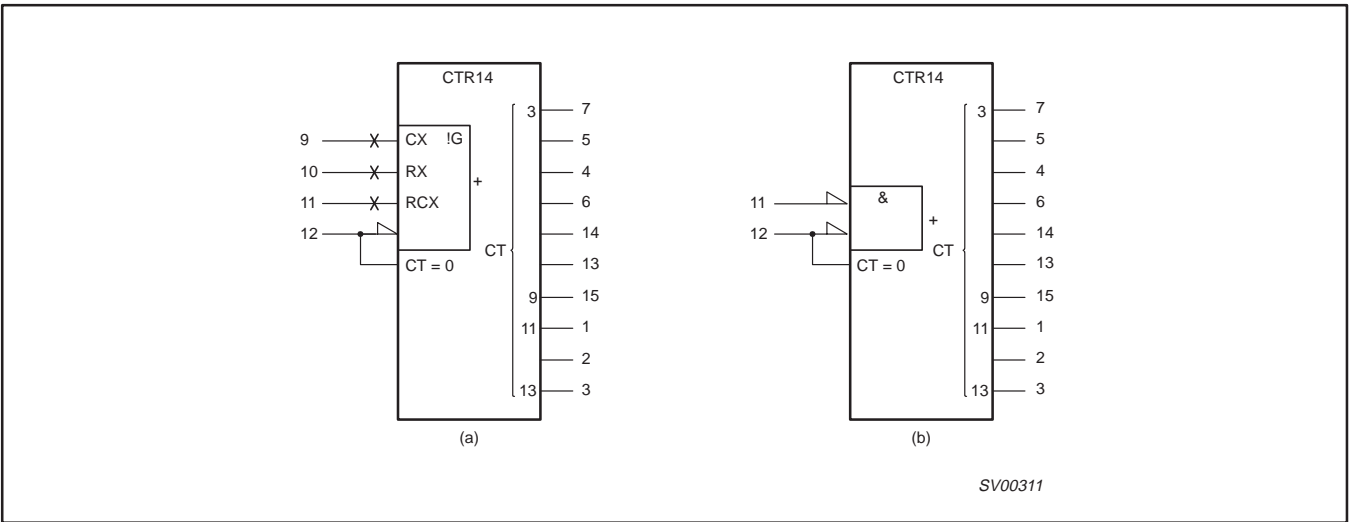 CTR14
3 7
9 CX !G 5
10 RX 4
+
11 RCX 6
12 14
CT
CT = 0 13
9 15
11 1
2
13 3
(a)
CTR14
3 7
5
4
&
11 6
+
12 14
CT
CT = 0 13
9 15
11 1
2
13 3
(b)
SV00311